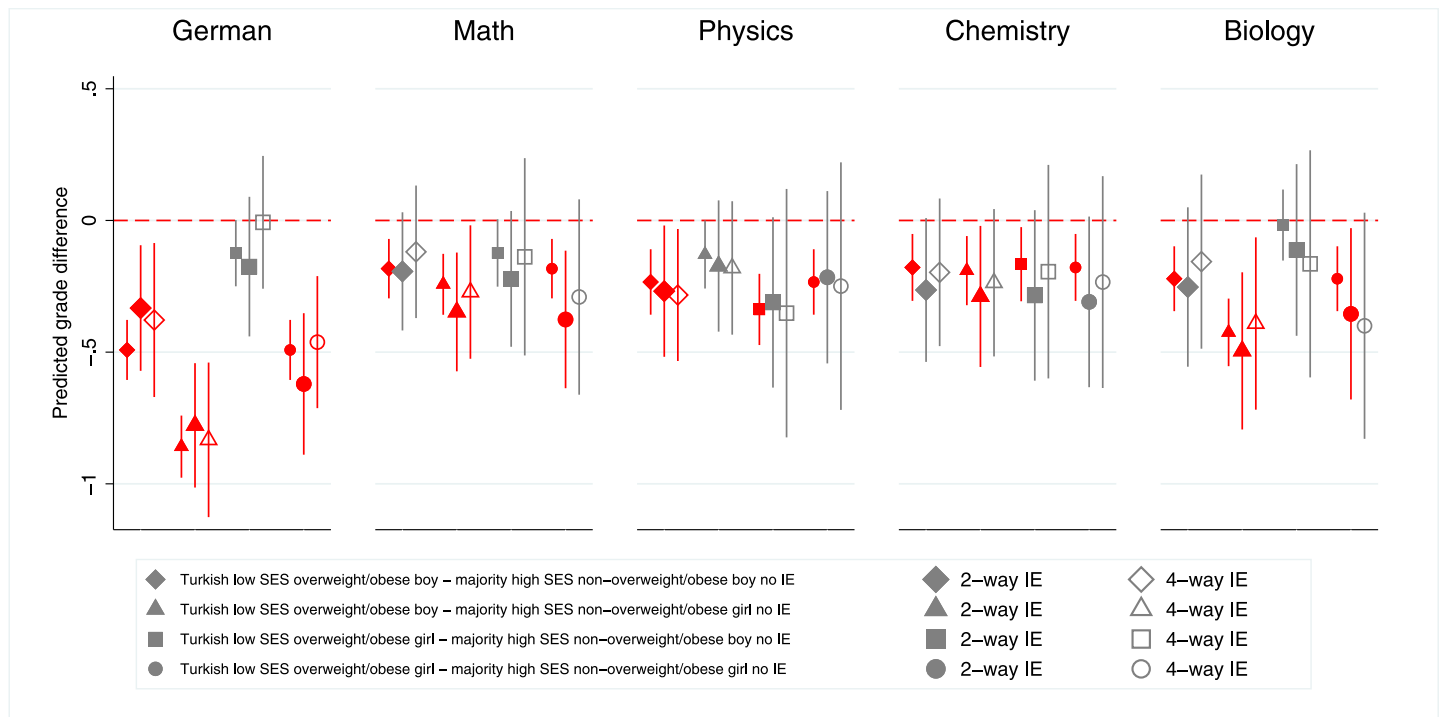 German Math Physics Chemistry Biology
Predicted grade difference
.5
0
−.5
−1
Turkish low SES overweight/obese boy − majority high SES non−overweight/obese boy no IE 2−way IE 4−way IE
Turkish low SES overweight/obese boy − majority high SES non−overweight/obese girl no IE 2−way IE 4−way IE
Turkish low SES overweight/obese girl − majority high SES non−overweight/obese boy no IE 2−way IE 4−way IE
Turkish low SES overweight/obese girl − majority high SES non−overweight/obese girl no IE 2−way IE 4−way IE